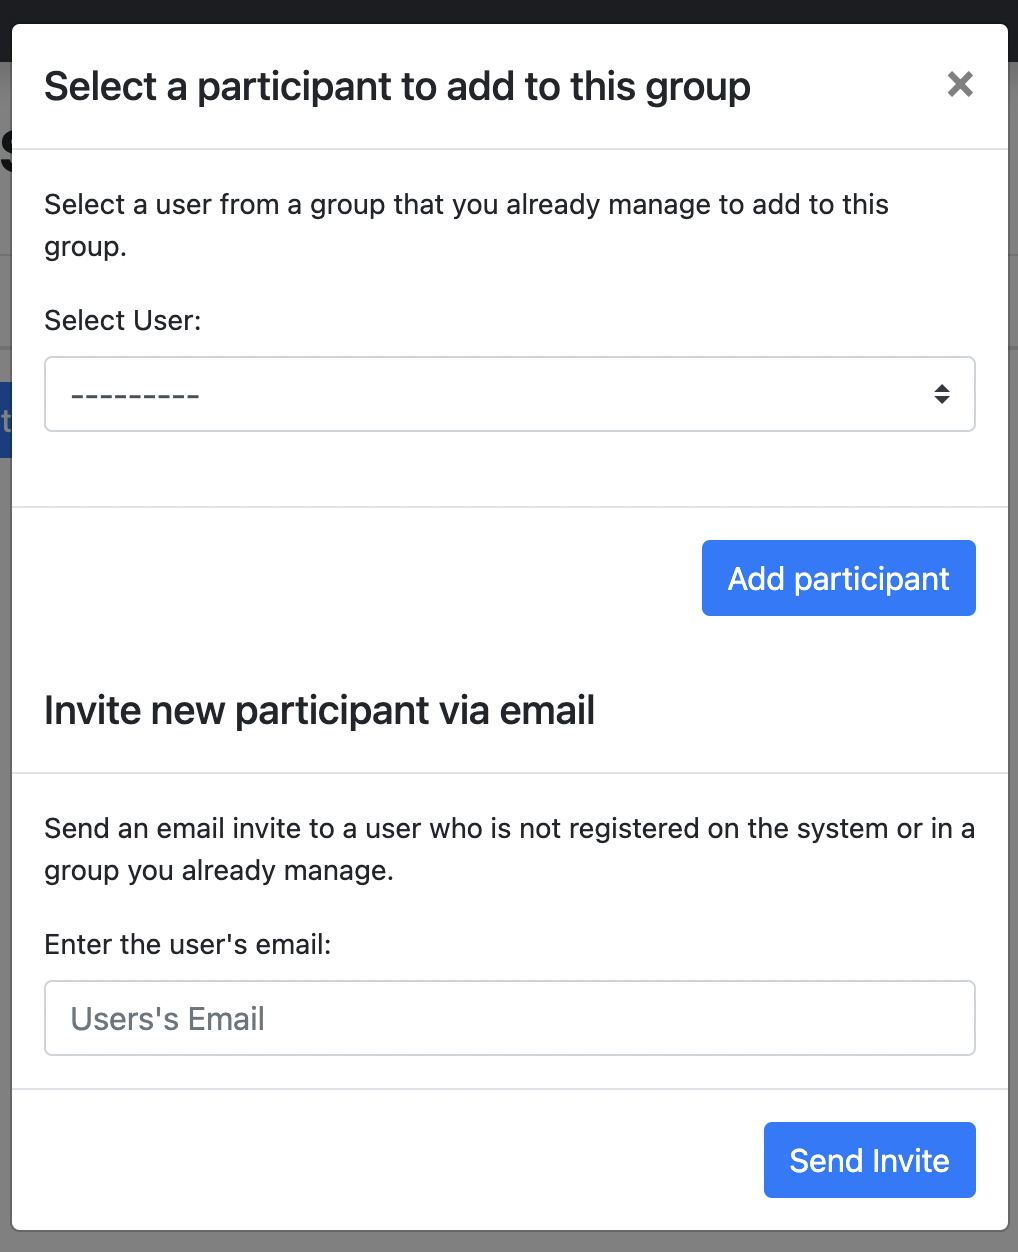 Select a participant to add to this group
×
Select a user from a group that you already manage to add to this
group.
Select User:
---------
Add participant
Invite new participant via email
Send an email invite to a user who is not registered on the system or in a
group you already manage.
Enter the user's email:
Users's Email
Send Invite